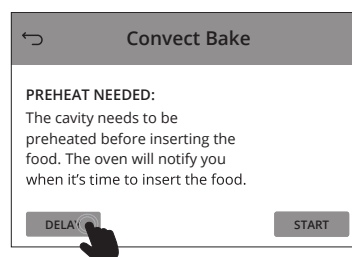 Convect Bake
PREHEAT NEEDED:
The cavity needs to be
preheated before inserting the
food. The oven will notify you
when it's time to insert the food.
DELAY START